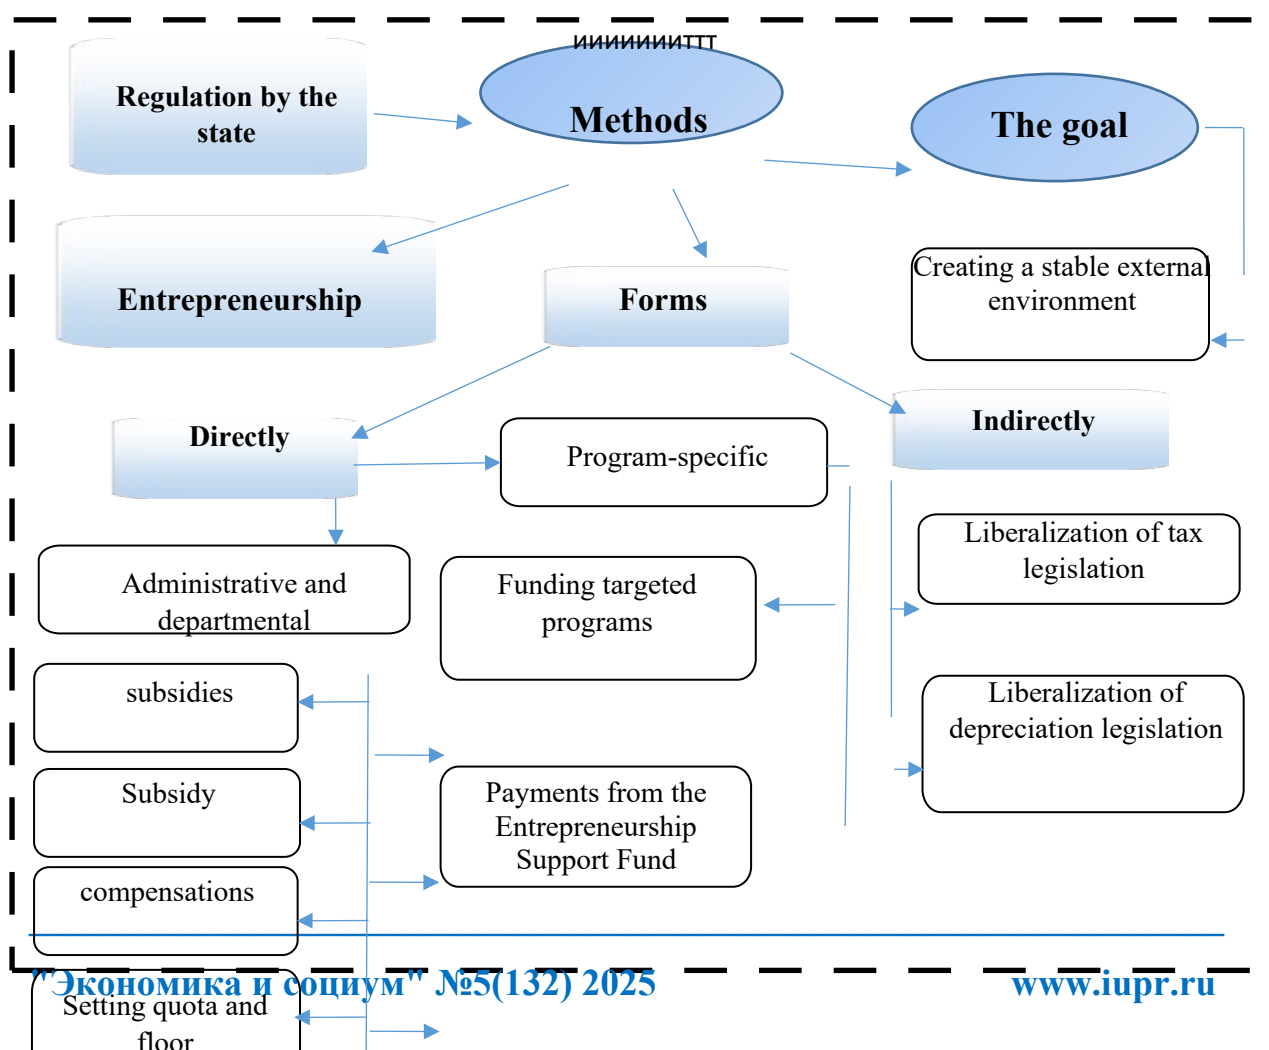 ИИИИИИИТТТ
Regulation by the
state
Methods
The goal
Entrepreneurship
Forms
Creating a stable external
environment
Directly
Program-specific
Indirectly
Administrative and
departmental
Funding targeted
programs
Liberalization of tax
legislation
subsidies
Liberalization of
depreciation legislation
Subsidy
Payments from the
Entrepreneurship
Support Fund
compensations
"Экономика и социум" №5(132) 2025
www.iupr.ru
Setting quota and
floor